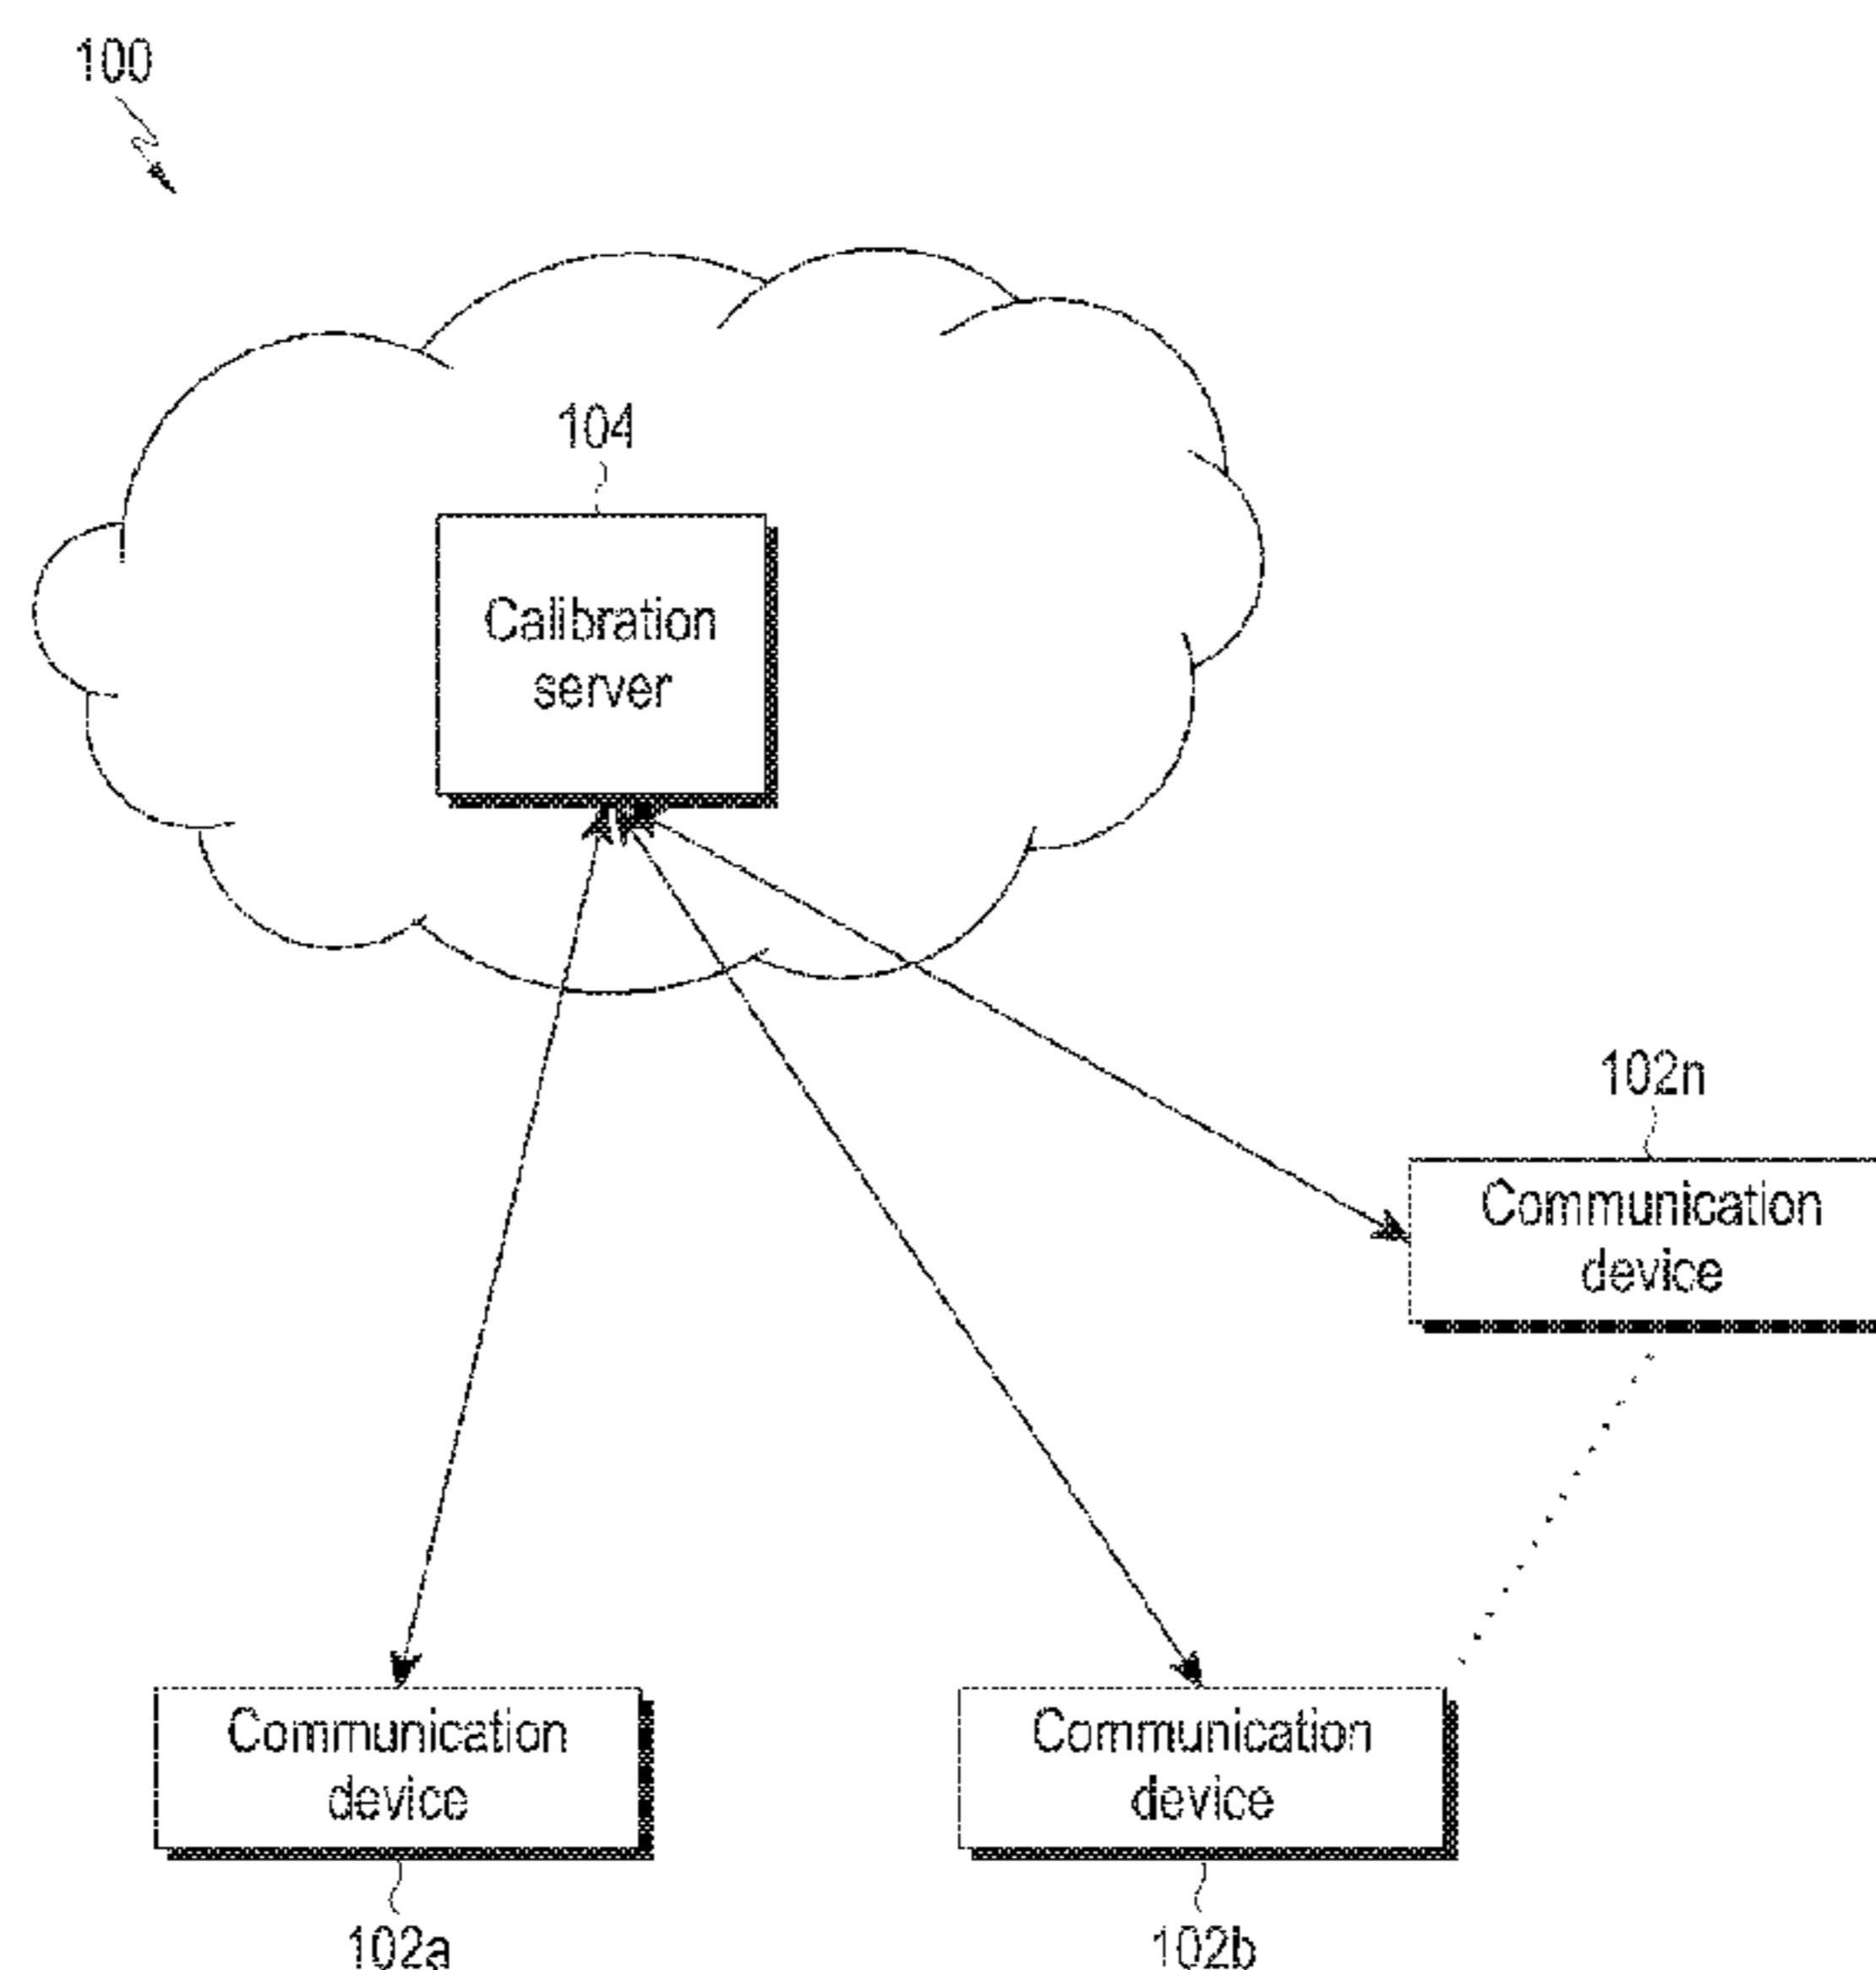 100
104
Calibration
server
102n
Communication
device
Communication
device
Communication
device
102a
102b